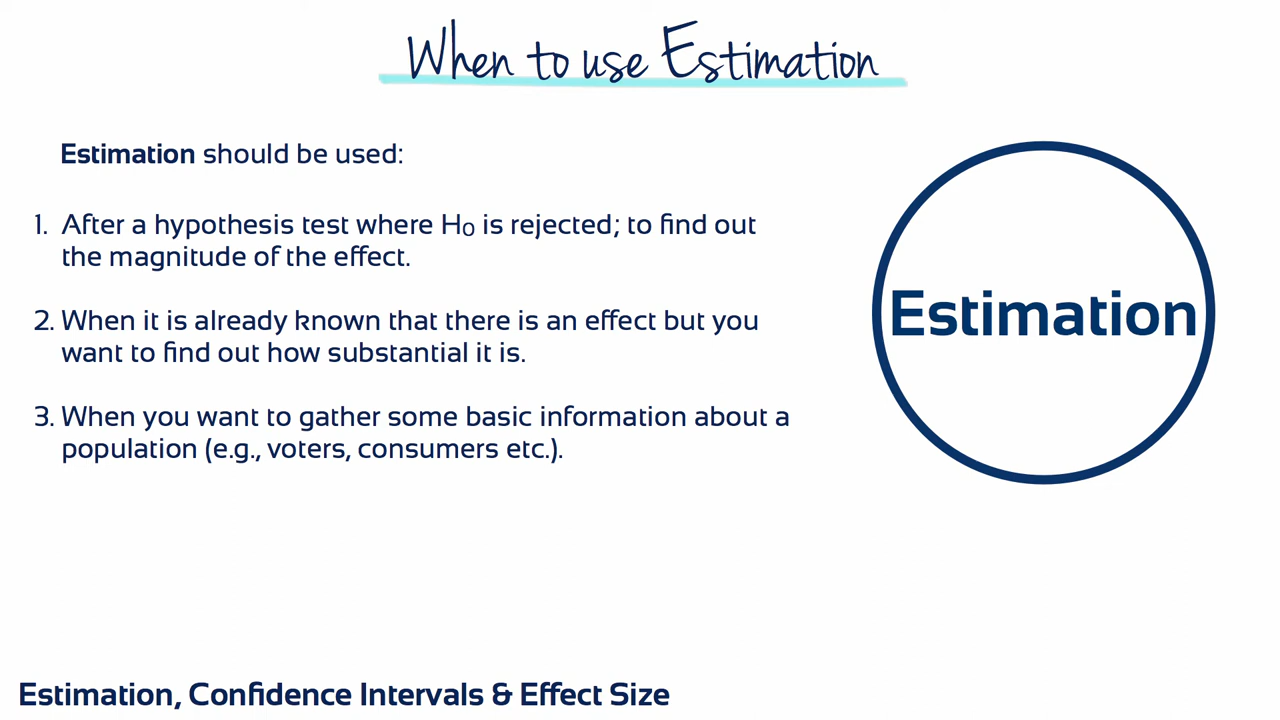 When to use Estimation
Estimation should be used:
1. After a hypothesis test where H₀ is rejected; to find out
the magnitude of the effect.
2. When it is already known that there is an effect but you
want to find out how substantial it is.
3. When you want to gather some basic information about a
population (e.g., voters, consumers etc.).
Estimation
Estimation, Confidence Intervals & Effect Size